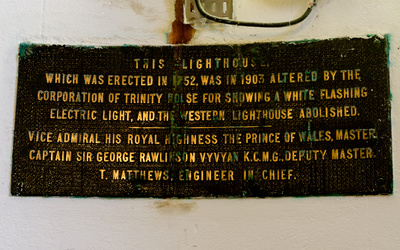 THIS LIGHTHOUSE,
WHICH WAS ERECTED IN 1752, WAS IN 1903 ALTERED BY THE
CORPORATION OF TRINITY HOUSE FOR SHOWING A WHITE FLASHING
ELECTRIC LIGHT, AND THE WESTERN LIGHTHOUSE ABOLISHED.
VICE ADMIRAL HIS ROYAL HIGHNESS THE PRINCE OF WALES, MASTER.
CAPTAIN SIR GEORGE RAWLINSON VYVYAN K.C.M.G., DEPUTY MASTER.
T. MATTHEWS, ENGINEER IN CHIEF.